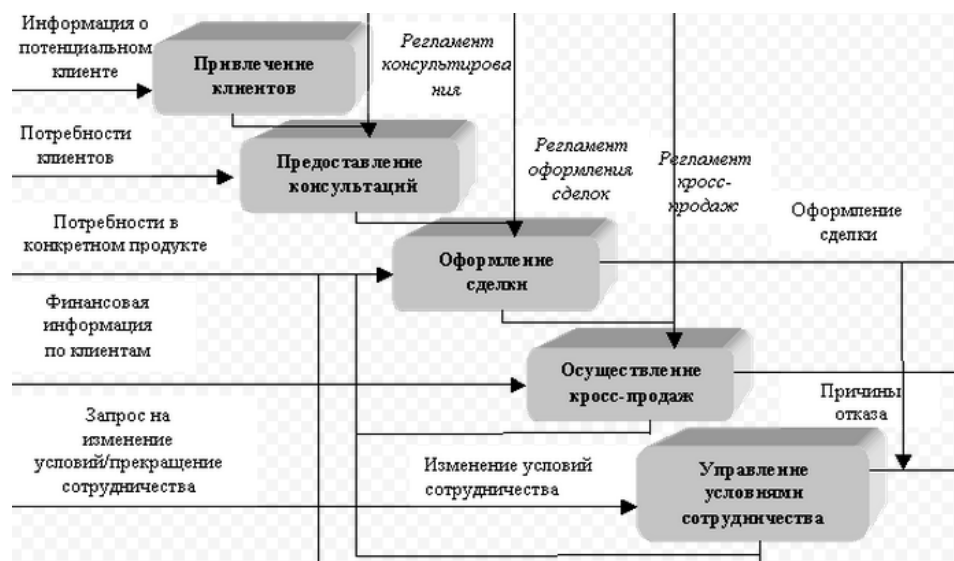 Информация о
потенциальном
клиенте
Привлечение
клиентов
Регламент
консультирова
ния
Потребности
клиентов
Предоставление
консультаций
Регламент
оформления
сделок
Регламент
кросс-
продаж
Потребности в
конкретном продукте
Оформление
сделки
Оформление
сделки
Финансовая
информация
по клиентам
Осуществление
кросс-продаж
Причины
отказа
Запрос на
изменение
условий/прекращение
сотрудничества
Изменение условий
сотрудничества
Управление
условиями
сотрудничества